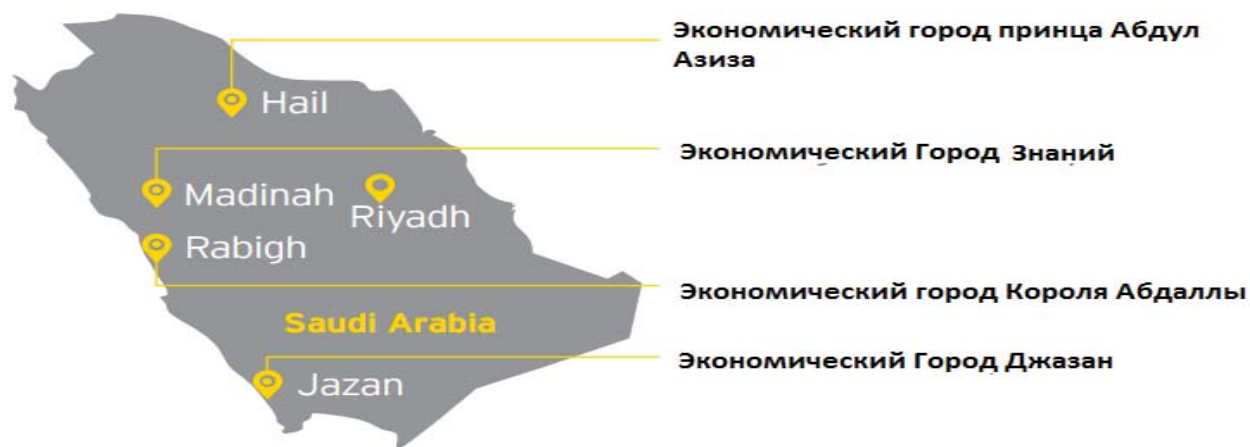 Экономический город принца Абдул
Азиза
Hail
Экономический Город Знаний
Madinah
Riyadh
Rabigh
Экономический город Короля Абдаллы
Saudi Arabia
Экономический Город Джазан
Jazan